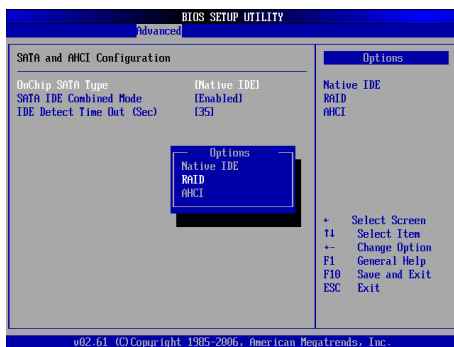 BIOS SETUP UTILITY
Advanced
SATA and AHCI Configuration
OnChip SATA Type [Native IDE]
SATA IDE Combined Mode [Enabled]
IDE Detect Time Out (Sec) [35]
Options
Native IDE
RAID
AHCI
Options
Native IDE
RAID
AHCI
← Select Screen
↑↓ Select Item
+- Change Option
F1 General Help
F10 Save and Exit
ESC Exit
v02.61 (C)Copyright 1985-2006, American Megatrends, Inc.